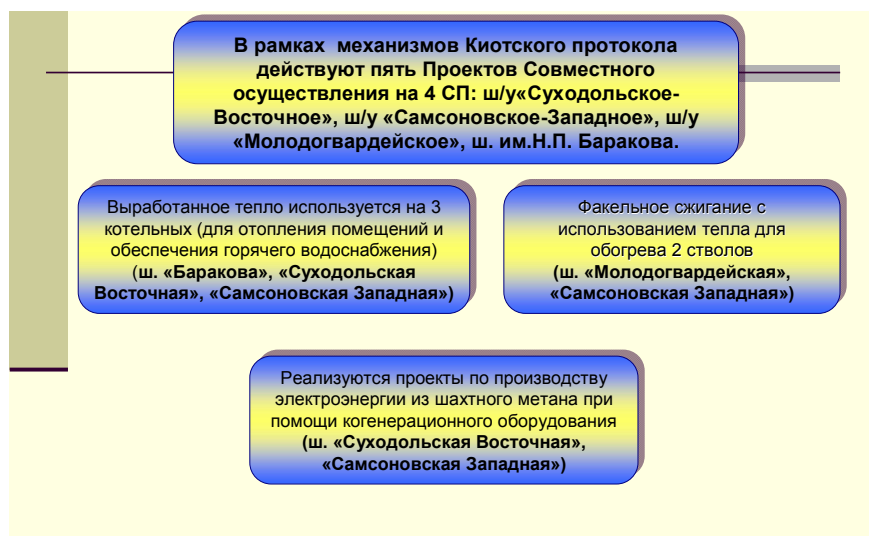 В рамках механизмов Киотского протокола
действуют пять Проектов Совместного
осуществления на 4 СП: ш/у«Суходольское-
Восточное», ш/у «Самсоновское-Западное», ш/у
«Молодогвардейское», ш. им.Н.П. Баракова.
Выработанное тепло используется на 3
котельных (для отопления помещений и
обеспечения горячего водоснабжения)
(ш. «Баракова», «Суходольская
Восточная», «Самсоновская Западная»)
Факельное сжигание с
использованием тепла для
обогрева 2 стволов
(ш. «Молодогвардейская»,
«Самсоновская Западная»)
Реализуются проекты по производству
электроэнергии из шахтного метана при
помощи когенерационного оборудования
(ш. «Суходольская Восточная»,
«Самсоновская Западная»)